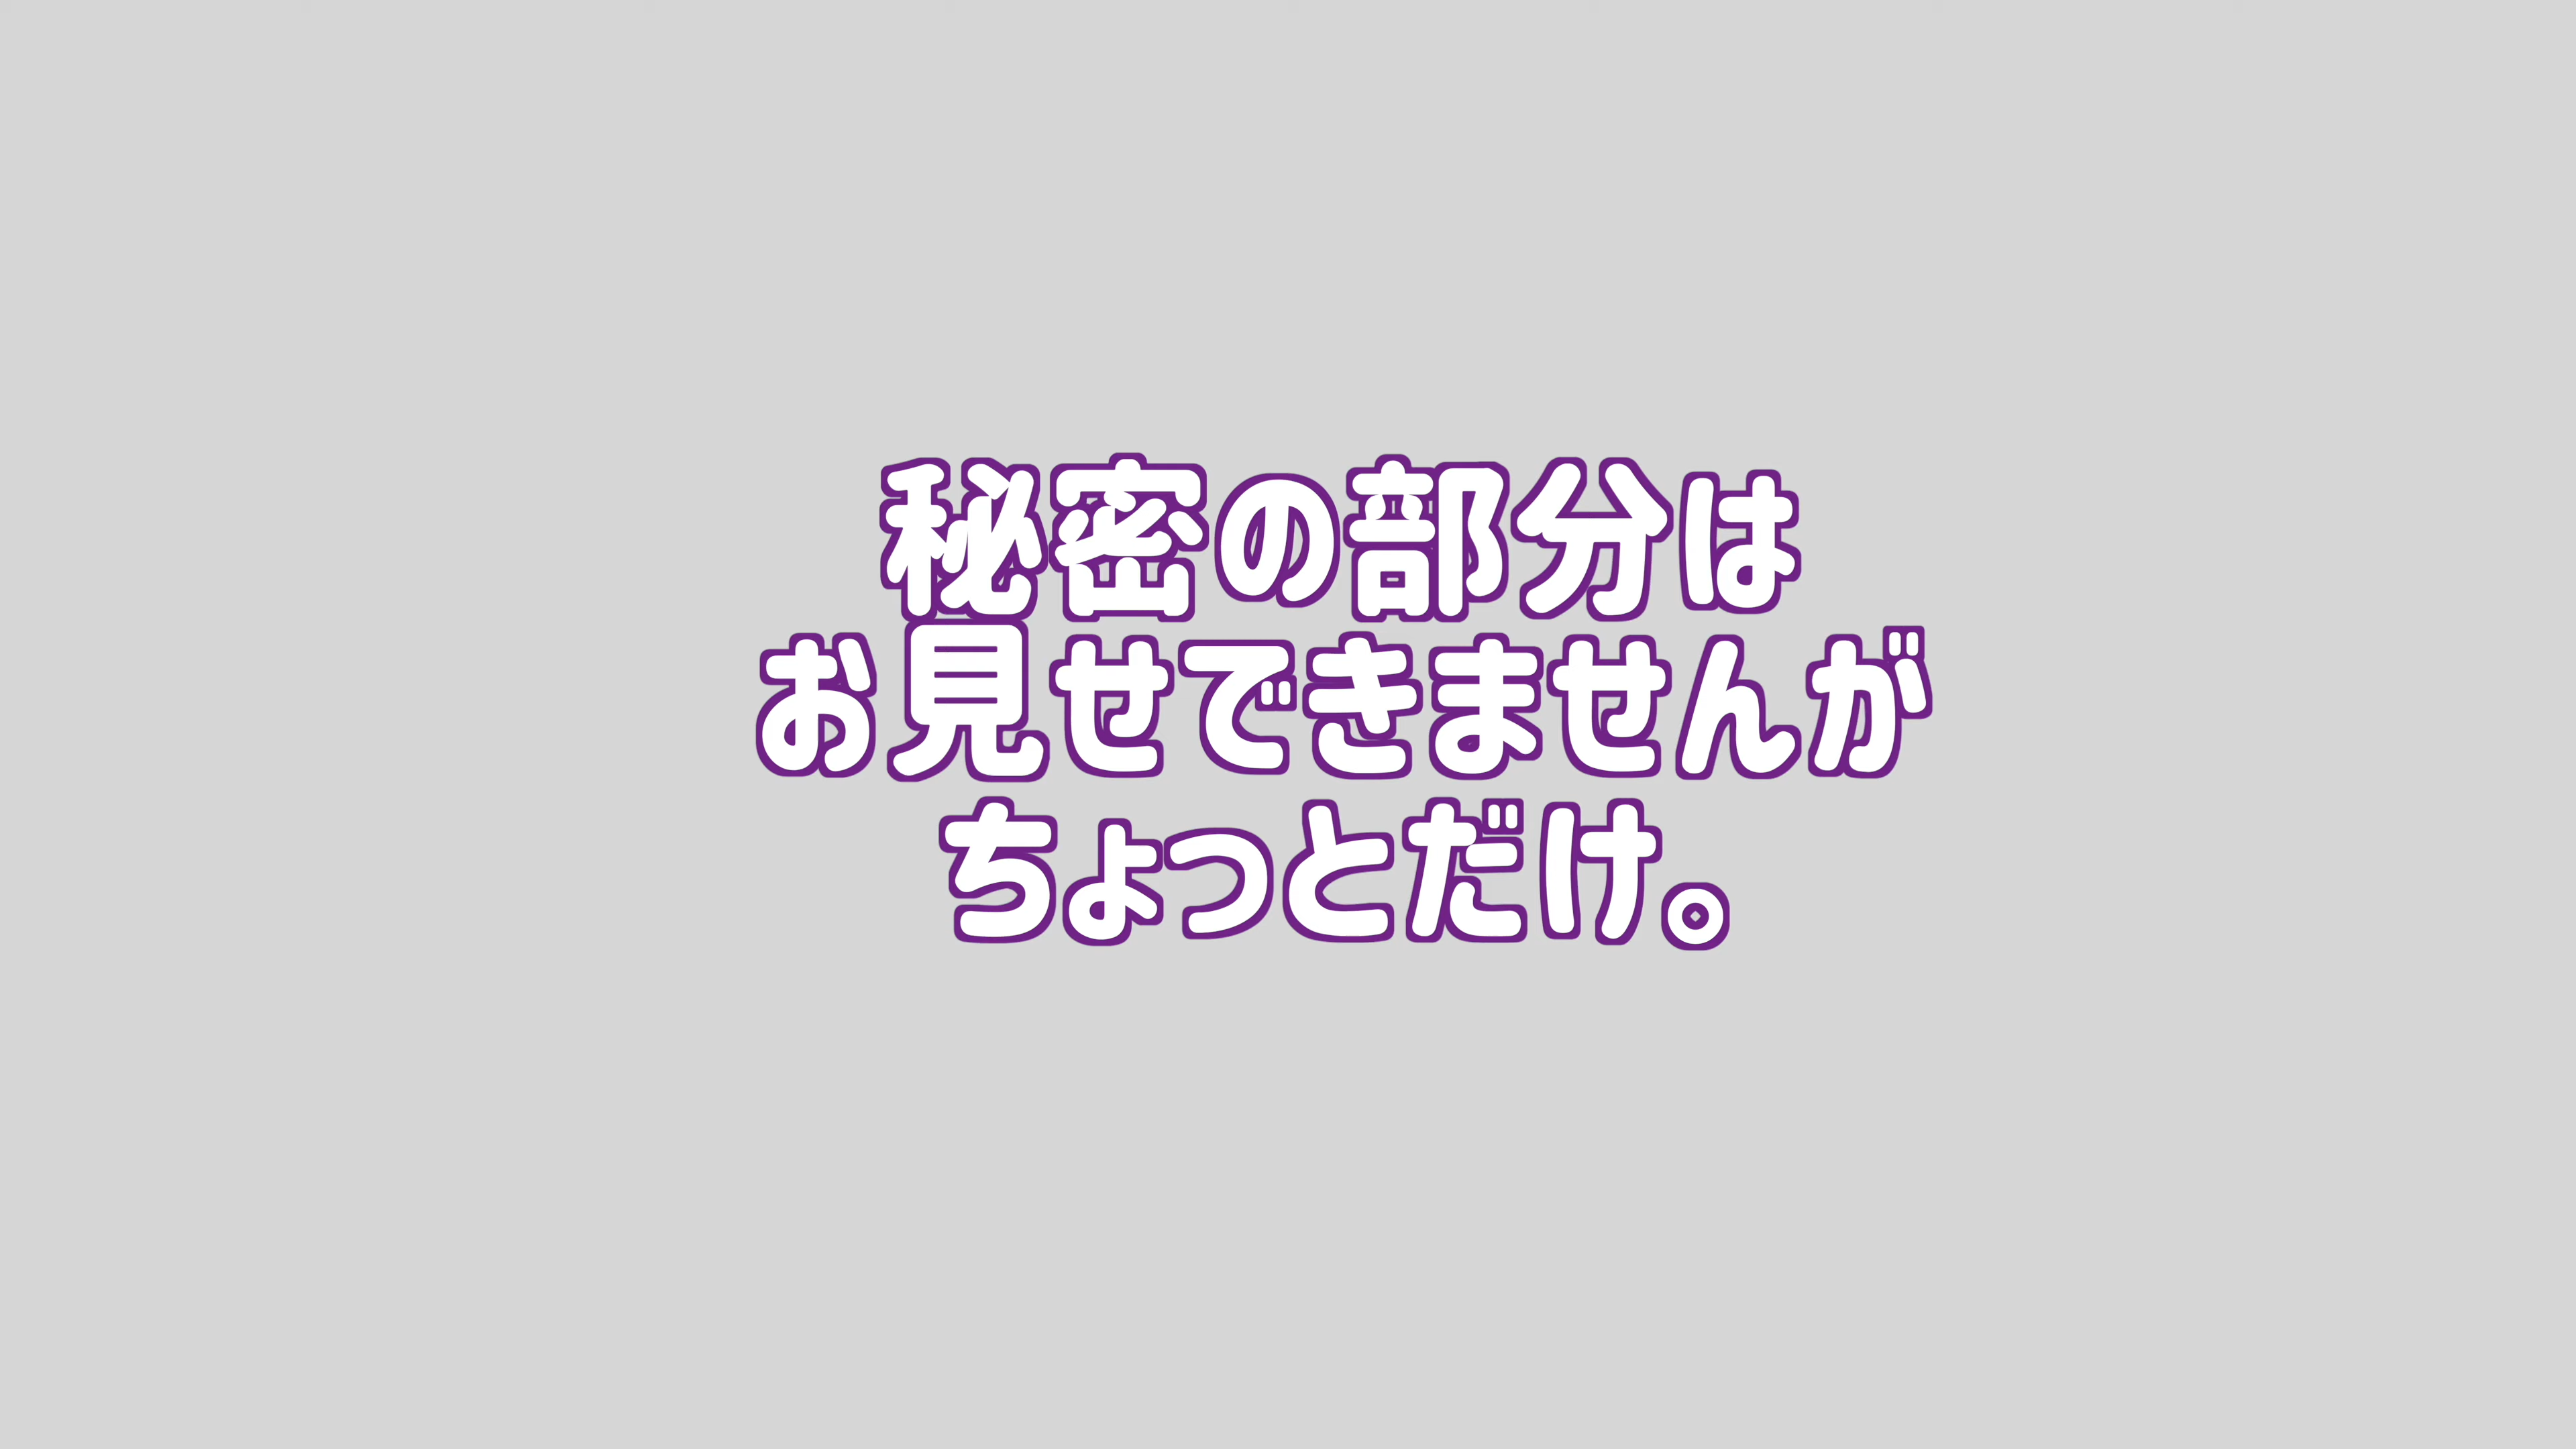 秘密の部分は
お見せできませんが
ちょっとだけ。